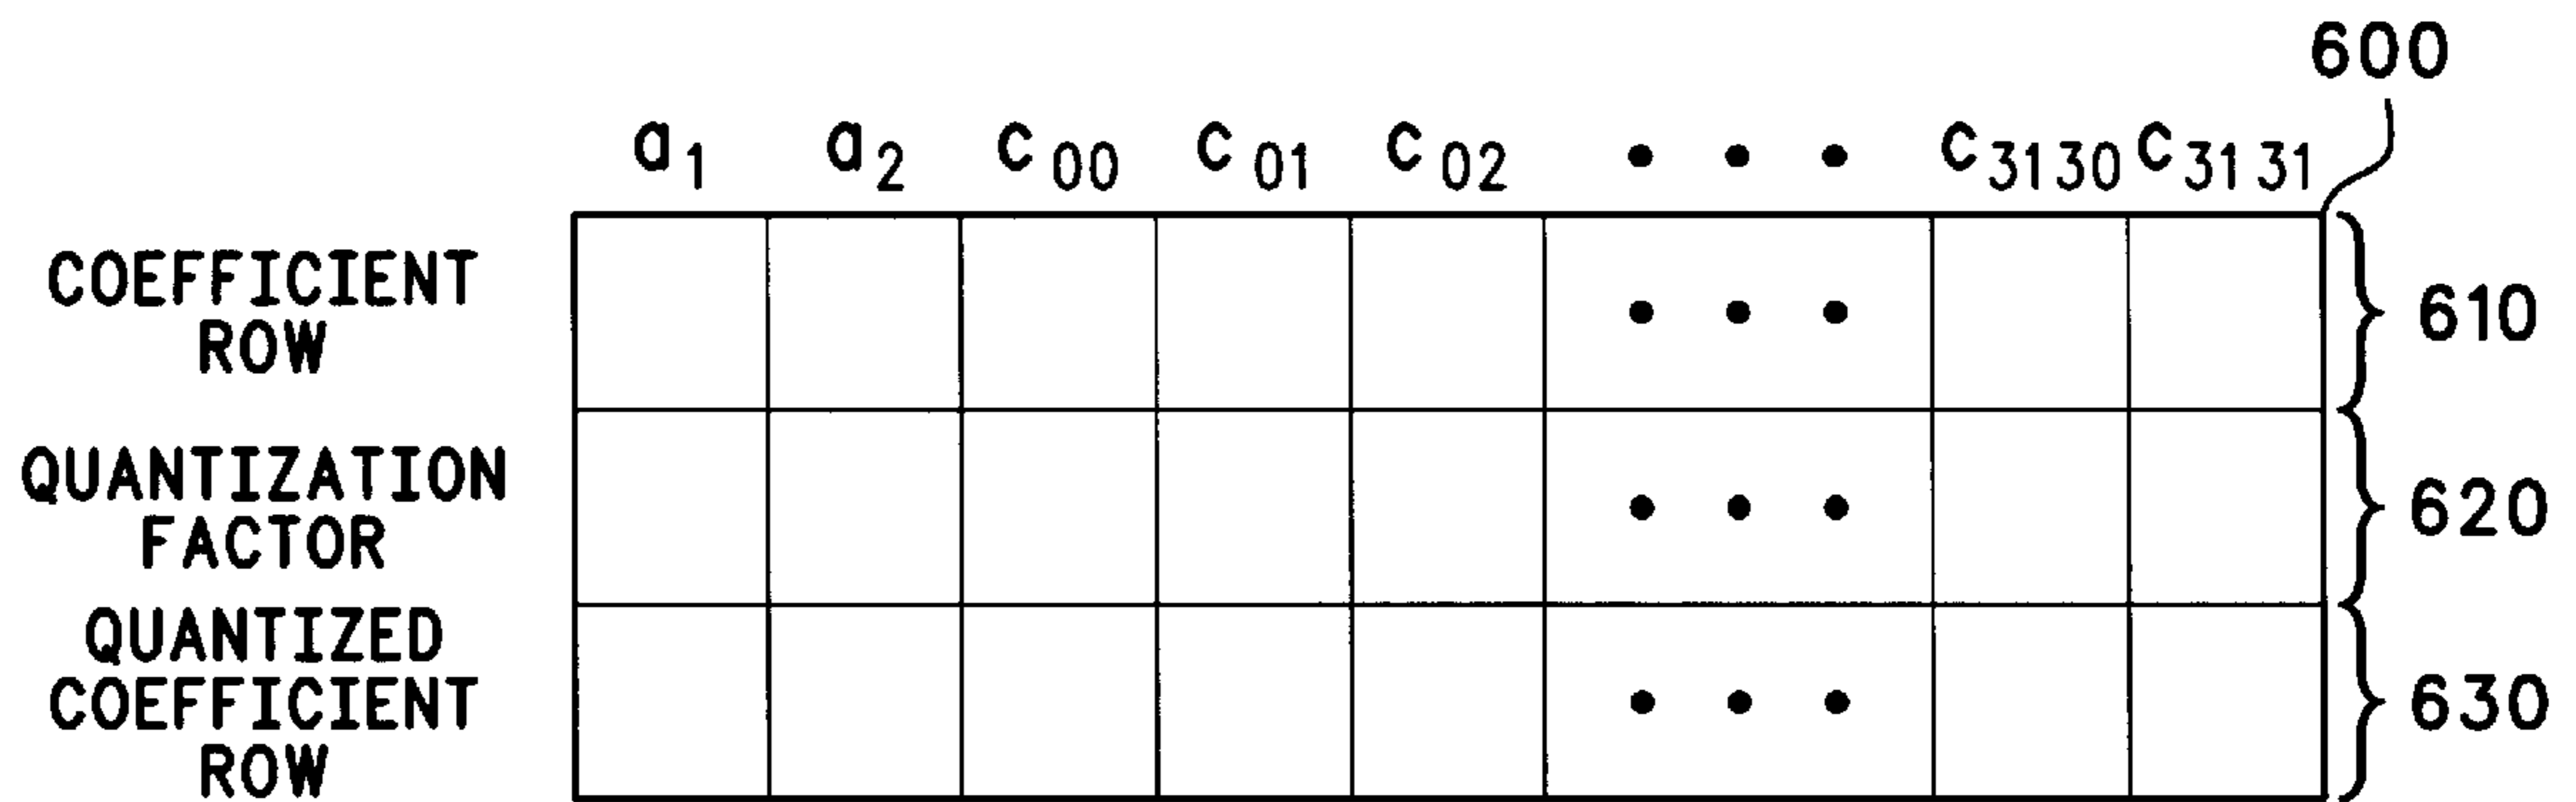 600
a1 a2 c00 c01 c02 • • • c3130 c3131
COEFFICIENT
ROW
• • •
610
QUANTIZATION
FACTOR
• • •
620
QUANTIZED
COEFFICIENT
ROW
• • •
630